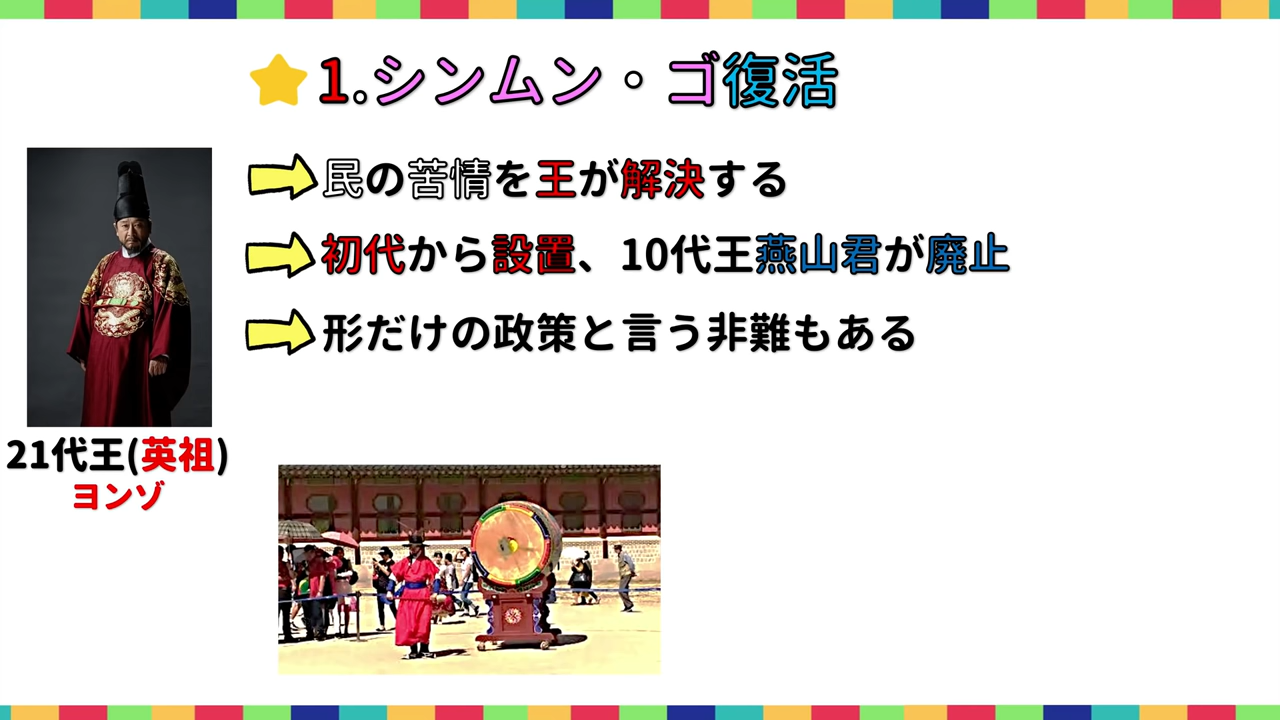 1.シンムン・ゴ復活
民の苦情を王が解決する
初代から設置、10代王燕山君が廃止
形だけの政策と言う非難もある
21代王(英祖)
ヨンゾ